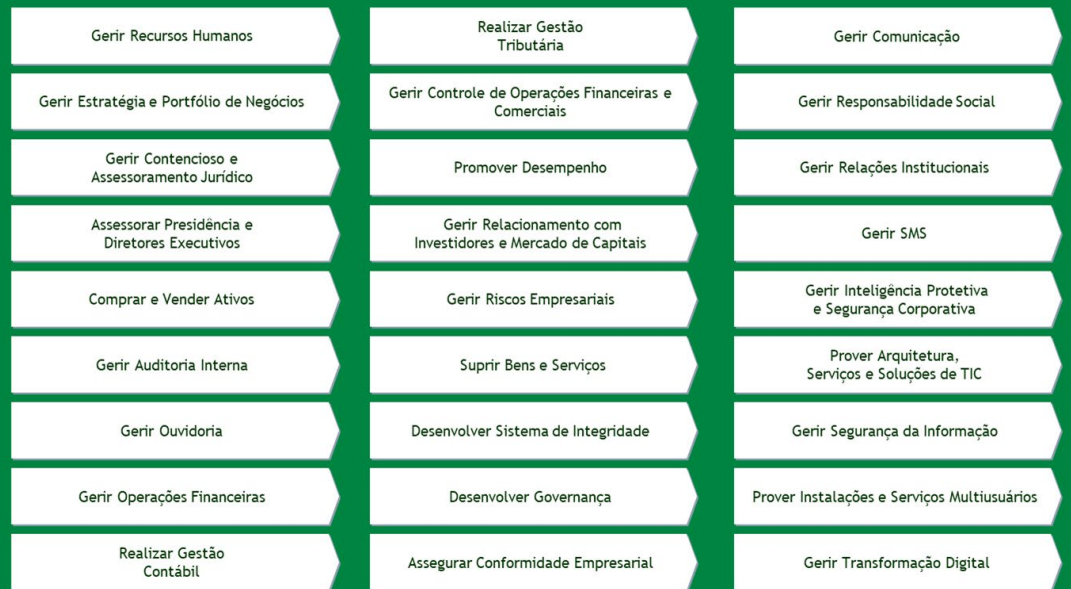 Gerir Recursos Humanos
Gerir Estratégia e Portfólio de Negócios
Gerir Contencioso e
Assessoramento Jurídico
Assessorar Presidência e
Diretores Executivos
Comprar e Vender Ativos
Gerir Auditoria Interna
Gerir Ouvidoria
Gerir Operações Financeiras
Realizar Gestão
Contábil
Realizar Gestão
Tributária
Gerir Controle de Operações Financeiras e
Comerciais
Promover Desempenho
Gerir Relacionamento com
Investidores e Mercado de Capitais
Gerir Riscos Empresariais
Suprir Bens e Serviços
Desenvolver Sistema de Integridade
Desenvolver Governança
Assegurar Conformidade Empresarial
Gerir Comunicação
Gerir Responsabilidade Social
Gerir Relações Institucionais
Gerir SMS
Gerir Inteligência Protetiva
e Segurança Corporativa
Prover Arquitetura,
Serviços e Soluções de TIC
Gerir Segurança da Informação
Prover Instalações e Serviços Multiusuários
Gerir Transformação Digital